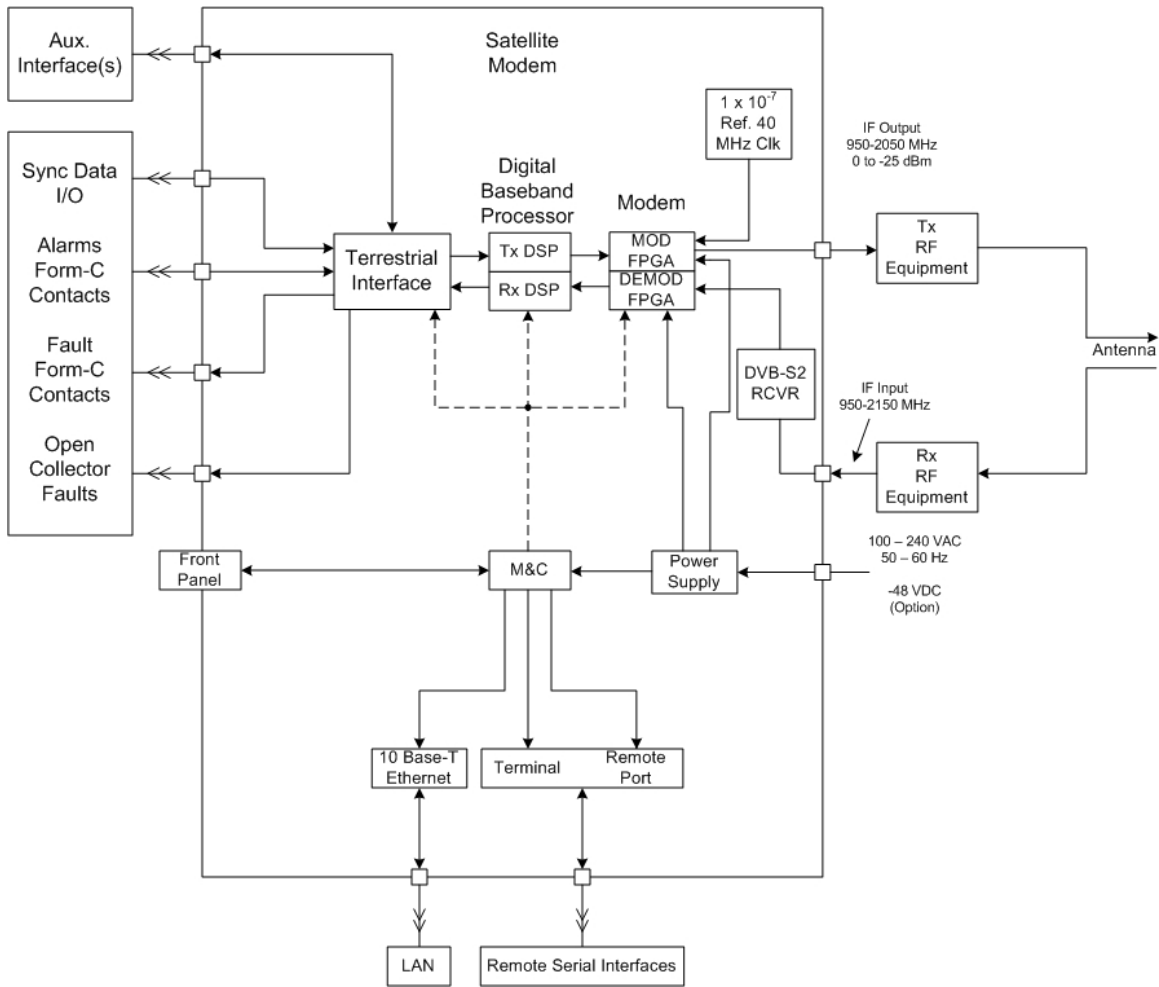 Aux.
Interface(s)
Satellite
Modem
1 x 10-7
Ref. 40
MHz Clk
IF Output
950-2050 MHz
0 to -25 dBm
Sync Data
I/O
Alarms
Form-C
Contacts
Fault
Form-C
Contacts
Open
Collector
Faults
Digital
Baseband
Processor
Modem
Terrestrial
Interface
Tx DSP
Rx DSP
MOD
FPGA
DEMOD
FPGA
Tx
RF
Equipment
Antenna
DVB-S2
RCVR
IF Input
950-2150 MHz
Rx
RF
Equipment
Front
Panel
M&C
Power
Supply
100 – 240 VAC
50 – 60 Hz
-48 VDC
(Option)
10 Base-T
Ethernet
Terminal
Remote
Port
LAN
Remote Serial Interfaces